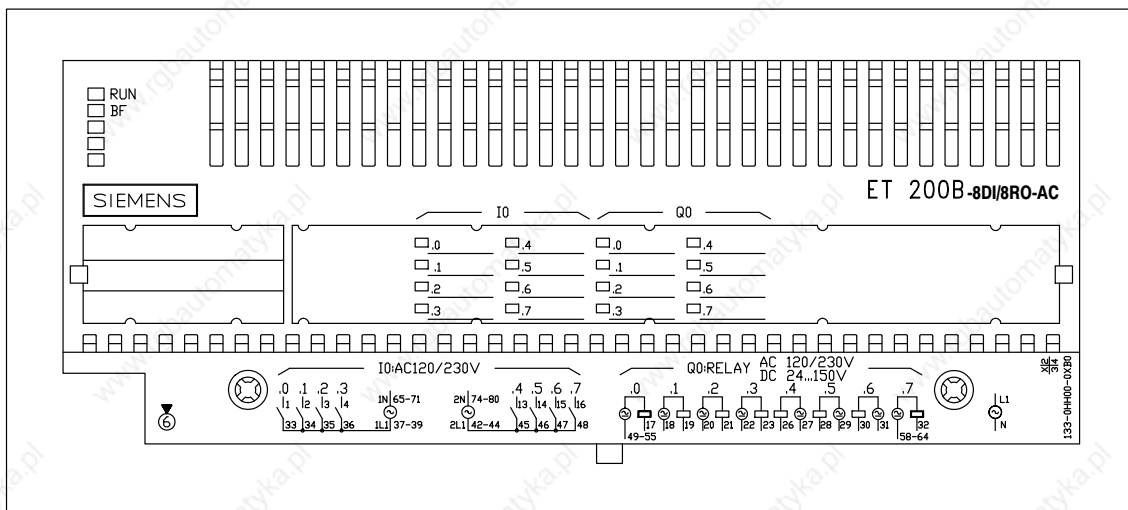 RUN
BF
SIEMENS
ET 200B-8DI/8RO-AC
I0 Q0
.0 .4 .0 .4
.1 .5 .1 .5
.2 .6 .2 .6
.3 .7 .3 .7
I0:AC120/230V
.0 .1 .2 .3
1 2 3 4
33 34 35 36
1N 65-71
1L1 37-39
2N 74-80
2L1 42-44
.4 .5 .6 .7
13 14 15 16
45 46 47 48
Q0:RELAY AC 120/230V
DC 24...150V
.0 .1 .2 .3 .4 .5 .6 .7
17 18 19 20 21 22 23 26 27 28 29 30 31 32
49-55 58-64
L1
N
6
X2
34
133-0HH00-0XB0
www.rgbautomatyka.pl